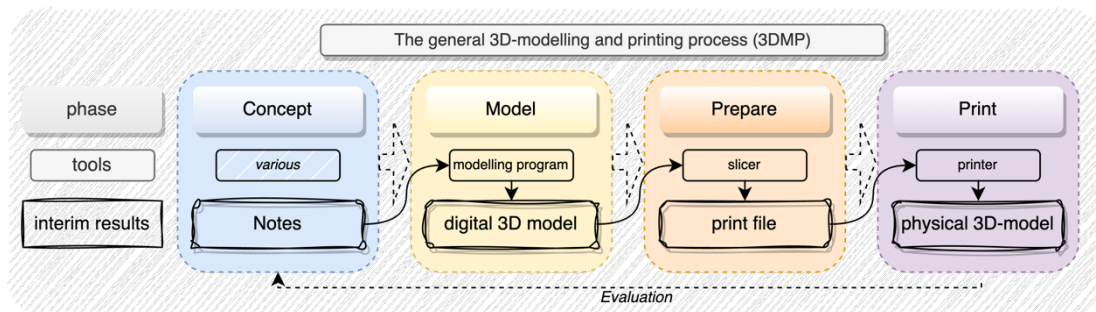 The general 3D-modelling and printing process (3DMP)
phase
Concept
Model
Prepare
Print
tools
various
modelling program
slicer
printer
interim results
Notes
digital 3D model
print file
physical 3D-model
Evaluation